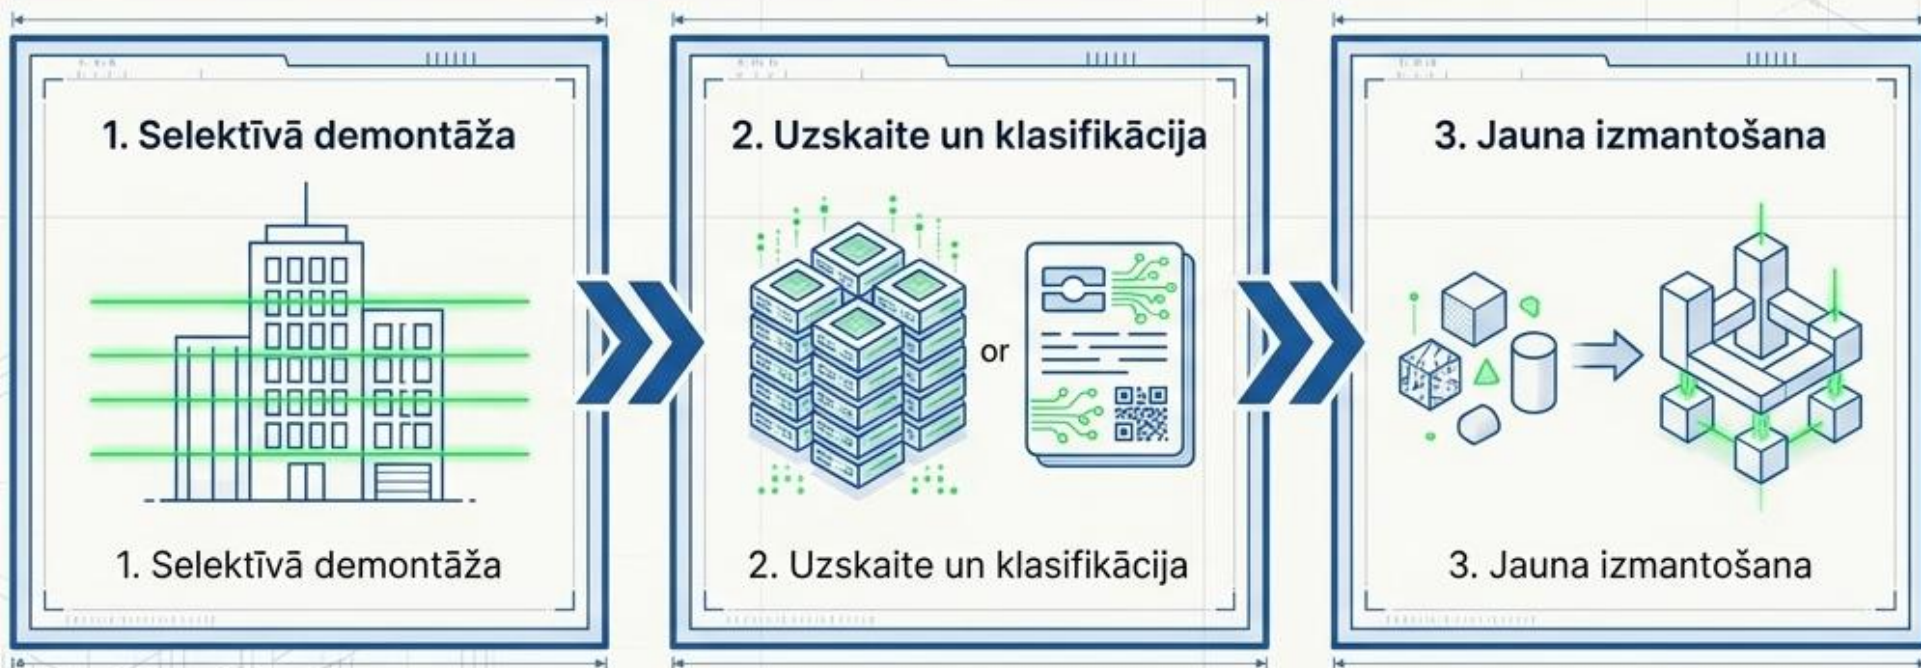 1. Selektīvā demontāža
1. Selektīvā demontāža
2. Uzskaite un klasifikācija
or
2. Uzskaite un klasifikācija
3. Jauna izmantošana
3. Jauna izmantošana